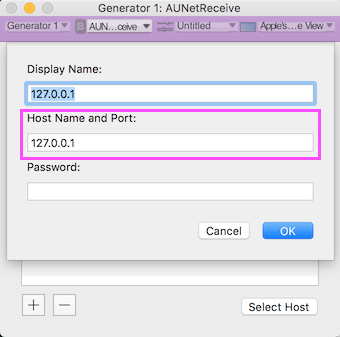 Generator 1: AUNetReceive
Generator 1 AUN...ceive Untitled Apple's...e View
Display Name:
127.0.0.1
Host Name and Port:
127.0.0.1
Password:
Cancel OK
+ − Select Host